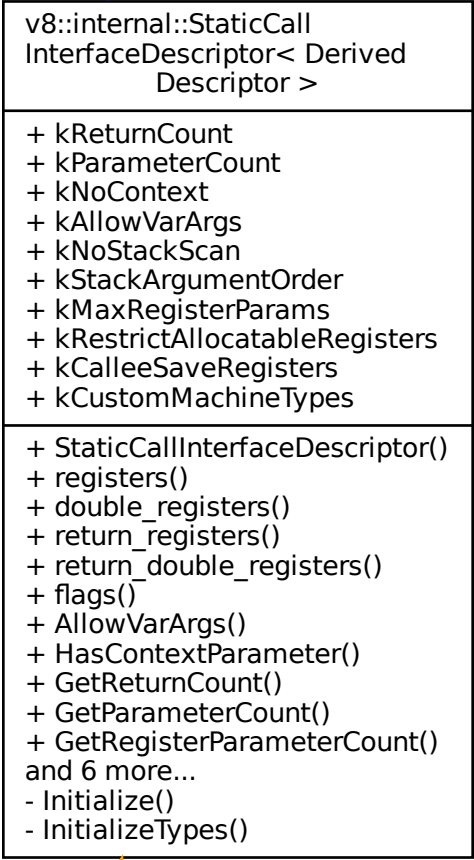 v8::internal::StaticCall
InterfaceDescriptor< Derived
Descriptor >
+ kReturnCount
+ kParameterCount
+ kNoContext
+ kAllowVarArgs
+ kNoStackScan
+ kStackArgumentOrder
+ kMaxRegisterParams
+ kRestrictAllocatableRegisters
+ kCalleeSaveRegisters
+ kCustomMachineTypes
+ StaticCallInterfaceDescriptor()
+ registers()
+ double_registers()
+ return_registers()
+ return_double_registers()
+ flags()
+ AllowVarArgs()
+ HasContextParameter()
+ GetReturnCount()
+ GetParameterCount()
+ GetRegisterParameterCount()
and 6 more...
- Initialize()
- InitializeTypes()